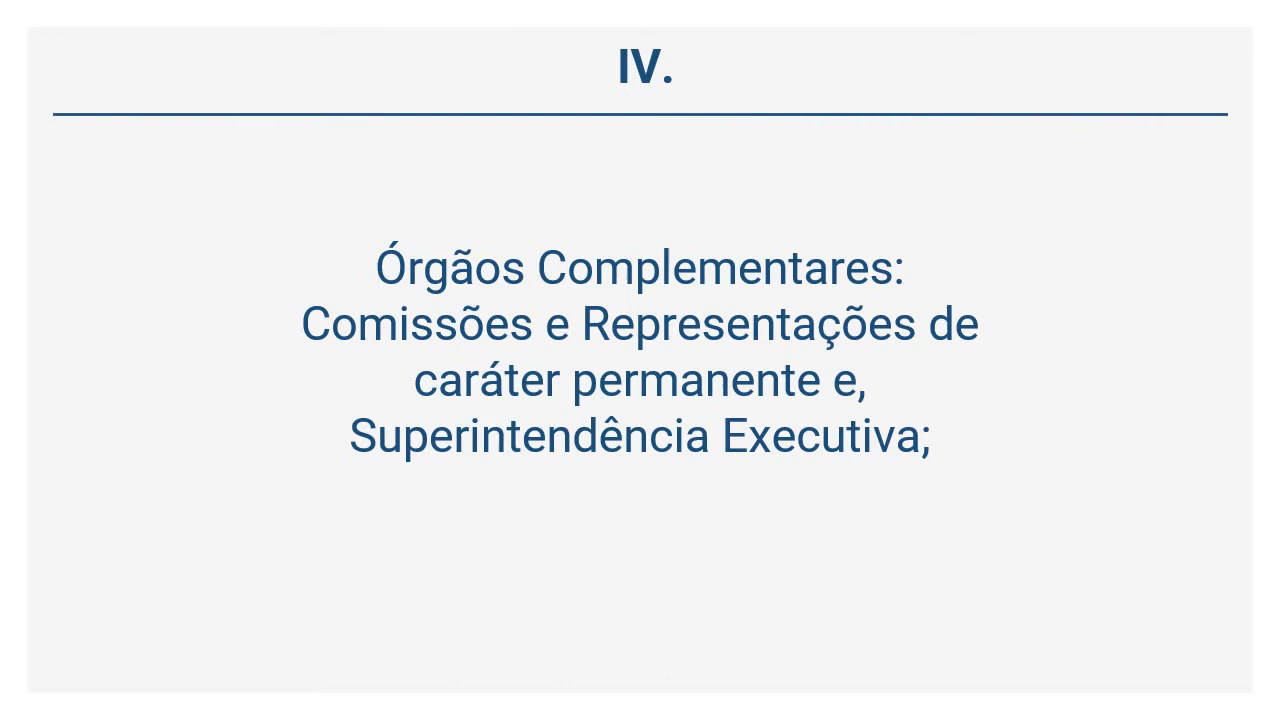 IV.
Órgãos Complementares:
Comissões e Representações de
caráter permanente e,
Superintendência Executiva;